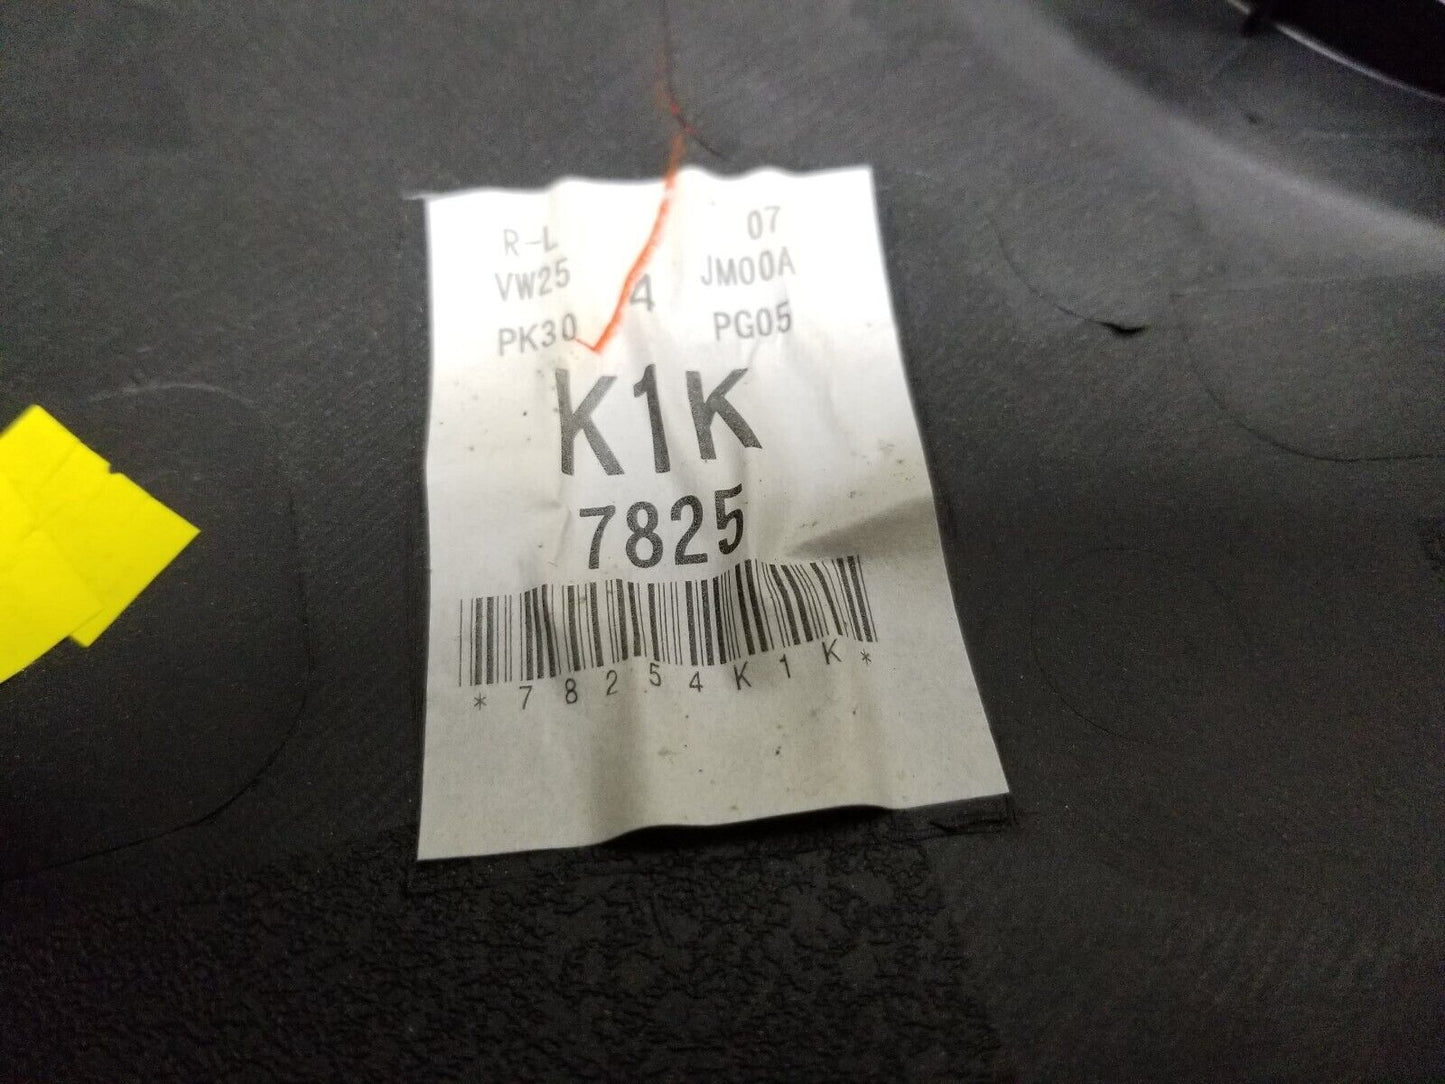 R-L 07
VW25 JM00A
4
PK30 PG05
K1K
7825
*78254K1K*